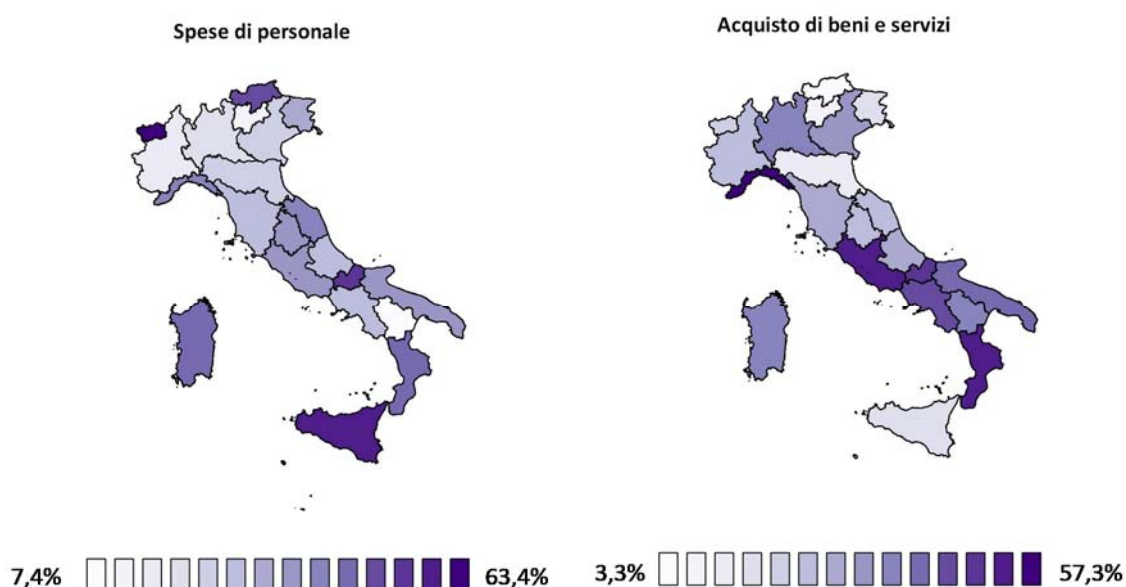 Spese di personale
Acquisto di beni e servizi
7,4%
63,4%
3,3%
57,3%